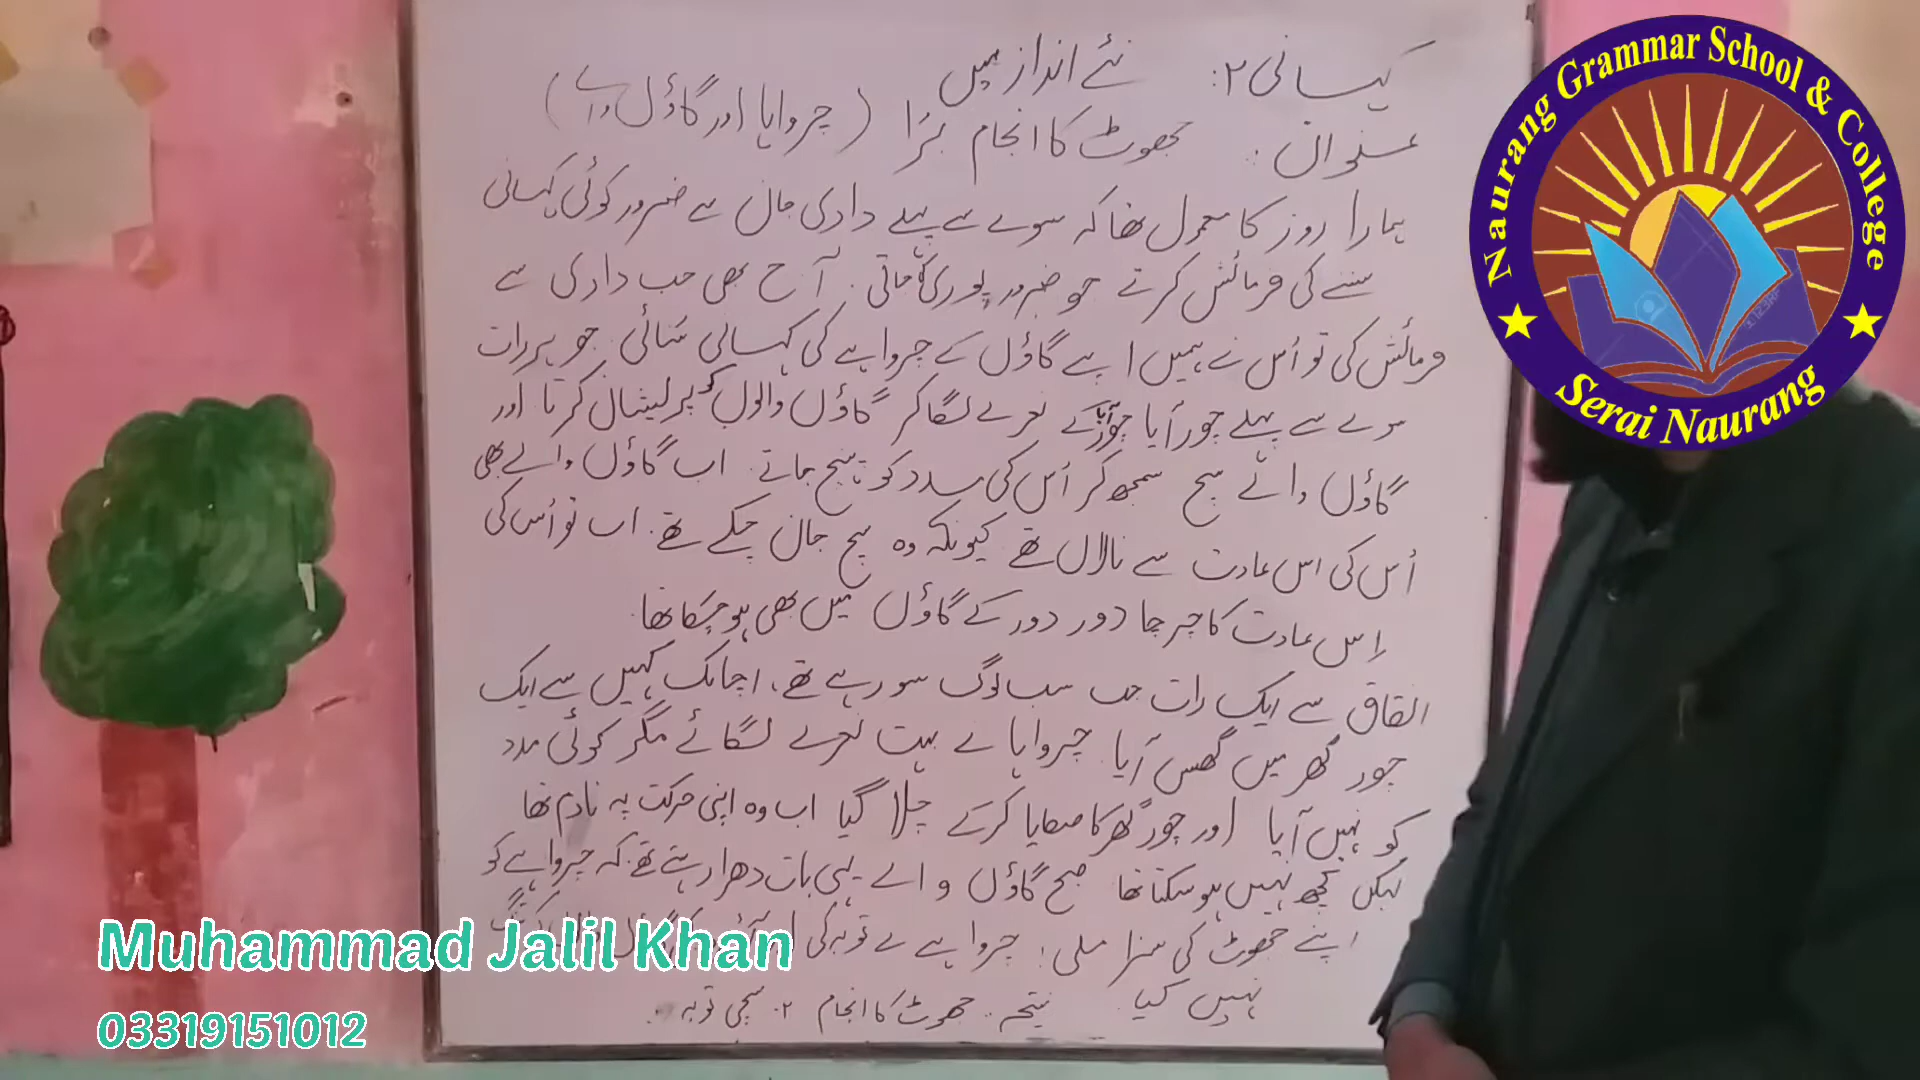 کہانی ۲: نئے انداز میں
عنوان: جھوٹ کا انجام بُرا (چرواہا اور گاؤں والے)
ہمارا روز کا معمول تھا کہ سونے سے پہلے دادی جان سے ضرور کوئی کہانی
سننے کی فرمائش کرتے جو ضرور پوری کی جاتی۔ آج بھی جب دادی سے
فرمائش کی تو اُس نے ہمیں اپنے گاؤں کے چرواہے کی کہانی سنائی۔ جو ہر رات
سونے سے پہلے چور آیا چور آیا کے نعرے لگا کر گاؤں والوں کو پریشان کرتا اور
گاؤں والے سچ سمجھ کر اُس کی مدد کو پہنچ جاتے۔ اب گاؤں والے بھی
اُس کی اس عادت سے نالاں تھے کیونکہ وہ سچ جان چکے تھے۔ اب تو اُس کی
اِس عادت کا چرچا دور دور کے گاؤں میں بھی ہو چکا تھا۔
اتفاق سے ایک رات جب سب لوگ سو رہے تھے، اچانک کہیں سے ایک
چور گھر میں گھس آیا۔ چرواہا نے بہت نعرے لگائے مگر کوئی مدد
کو نہیں آیا اور چور گھر کا صفایا کر کے چلا گیا اب وہ اپنی حرکت پہ نادم تھا
لیکن کچھ نہیں ہو سکتا تھا صبح گاؤں والے یہی بات دھرا رہے تھے کہ چرواہے کو
اپنے جھوٹ کی سزا ملی! چرواہے نے توبہ کی
نہیں کیا۔ نتیجہ: جھوٹ کا انجام ۲۔ سچی توبہ۔
Naurang Grammar School & College
Serai Naurang
Muhammad Jalil Khan
03319151012